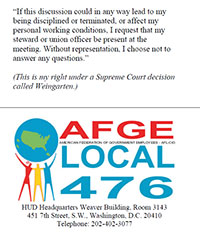 “If this discussion could in any way lead to my
being disciplined or terminated, or affect my
personal working conditions, I request that my
steward or union officer be present at the
meeting. Without representation, I choose not to
answer any questions.”
(This is my right under a Supreme Court decision
called Weingarten.)
AFGE
AMERICAN FEDERATION OF GOVERNMENT EMPLOYEES - AFL/CIO
LOCAL
476
HUD Headquarters Weaver Building, Room 3143
451 7th Street, S.W., Washington, D.C. 20410
Telephone: 202-402-3077